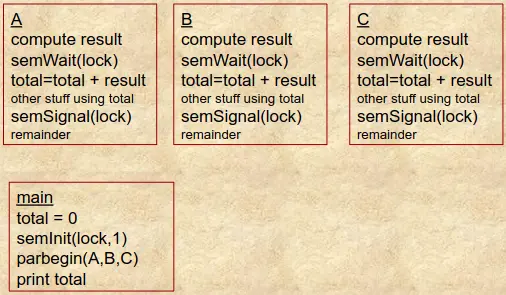 A
compute result
semWait(lock)
total=total + result
other stuff using total
semSignal(lock)
remainder
B
compute result
semWait(lock)
total=total + result
other stuff using total
semSignal(lock)
remainder
C
compute result
semWait(lock)
total=total + result
other stuff using total
semSignal(lock)
remainder
main
total = 0
semInit(lock,1)
parbegin(A,B,C)
print total